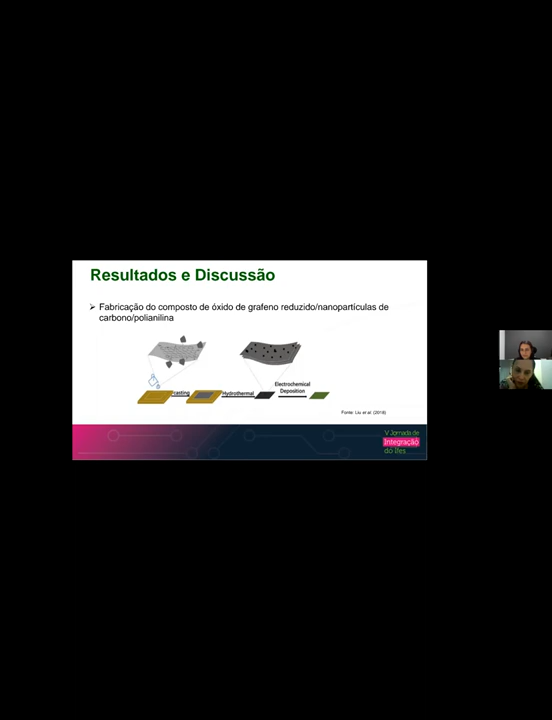 Resultados e Discussão
➢ Fabricação do composto de óxido de grafeno reduzido/nanopartículas de
carbono/polianilina
casting
Hydrothermal
Electrochemical
Deposition
Fonte: Liu et al. (2018)
V Jornada de
Integração
do Ifes